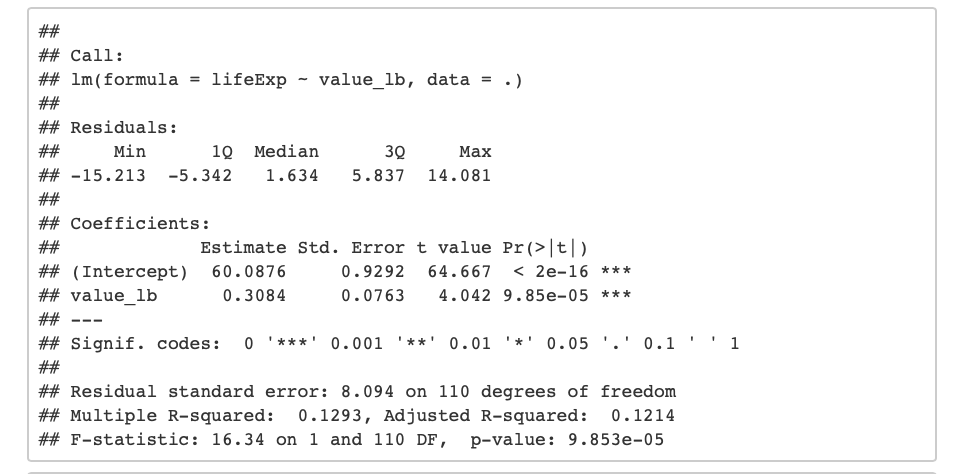 ##
## Call:
## lm(formula = lifeExp ~ value_lb, data = .)
##
## Residuals:
##     Min      1Q  Median      3Q     Max
## -15.213  -5.342   1.634   5.837  14.081
##
## Coefficients:
##             Estimate Std. Error t value Pr(>|t|)
## (Intercept)  60.0876     0.9292  64.667  < 2e-16 ***
## value_lb      0.3084     0.0763   4.042 9.85e-05 ***
## ---
## Signif. codes:  0 '***' 0.001 '**' 0.01 '*' 0.05 '.' 0.1 ' ' 1
##
## Residual standard error: 8.094 on 110 degrees of freedom
## Multiple R-squared:  0.1293, Adjusted R-squared:  0.1214
## F-statistic: 16.34 on 1 and 110 DF,  p-value: 9.853e-05